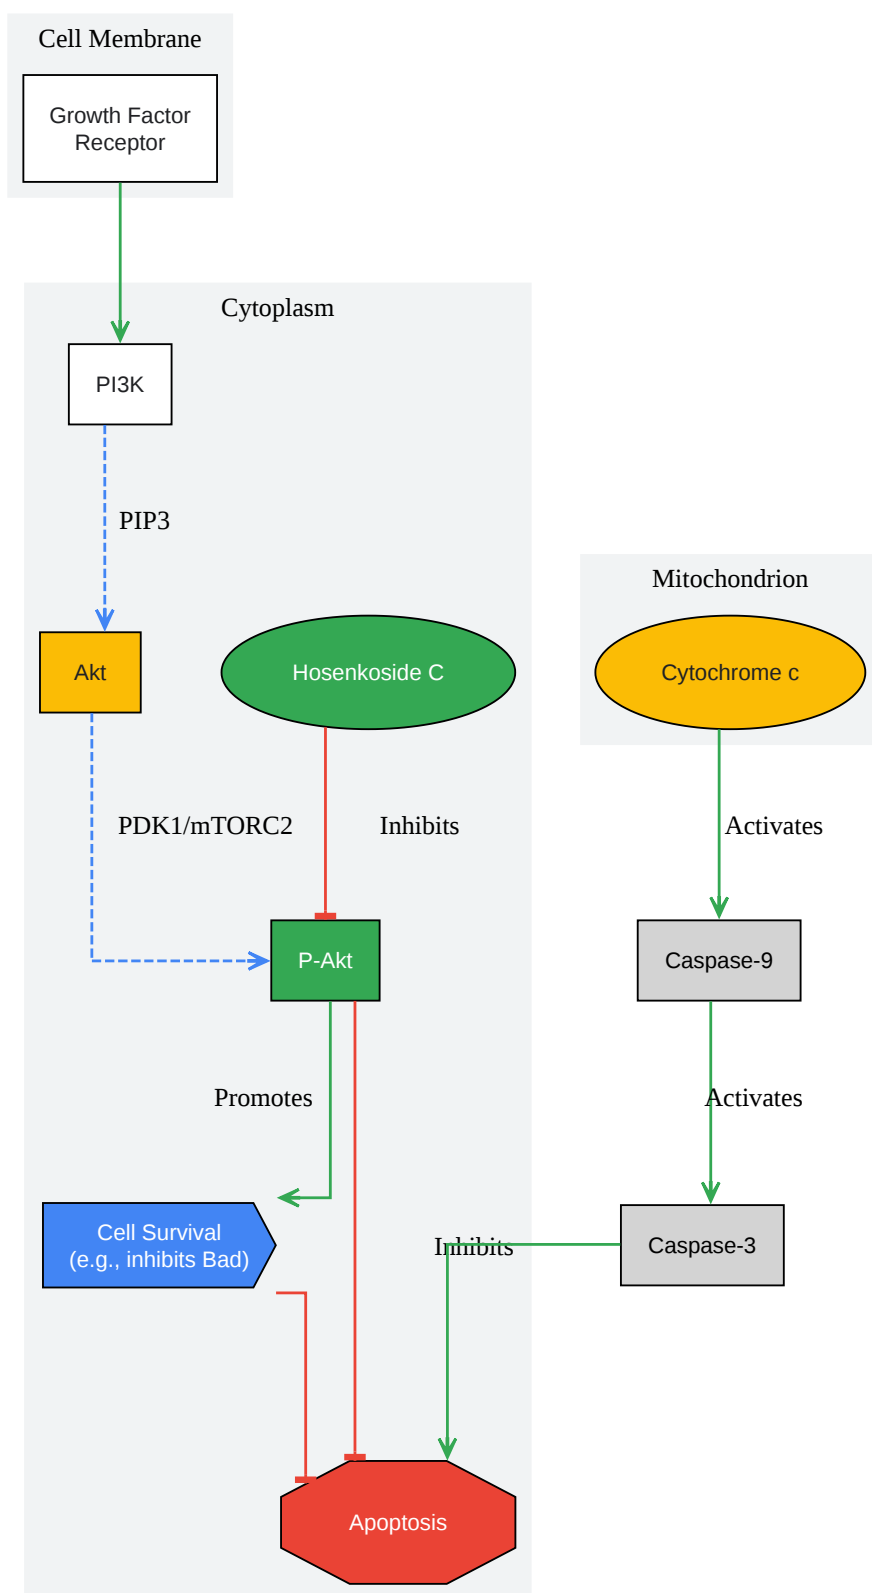 Cell Membrane
Growth Factor
Receptor
Cytoplasm
PI3K
PIP3
Mitochondrion
Akt
Hosenkoside C
Cytochrome c
PDK1/mTORC2
Inhibits
Activates
P-Akt
Caspase-9
Promotes
Activates
Cell Survival
(e.g., inhibits Bad)
Inhibits
Caspase-3
Apoptosis